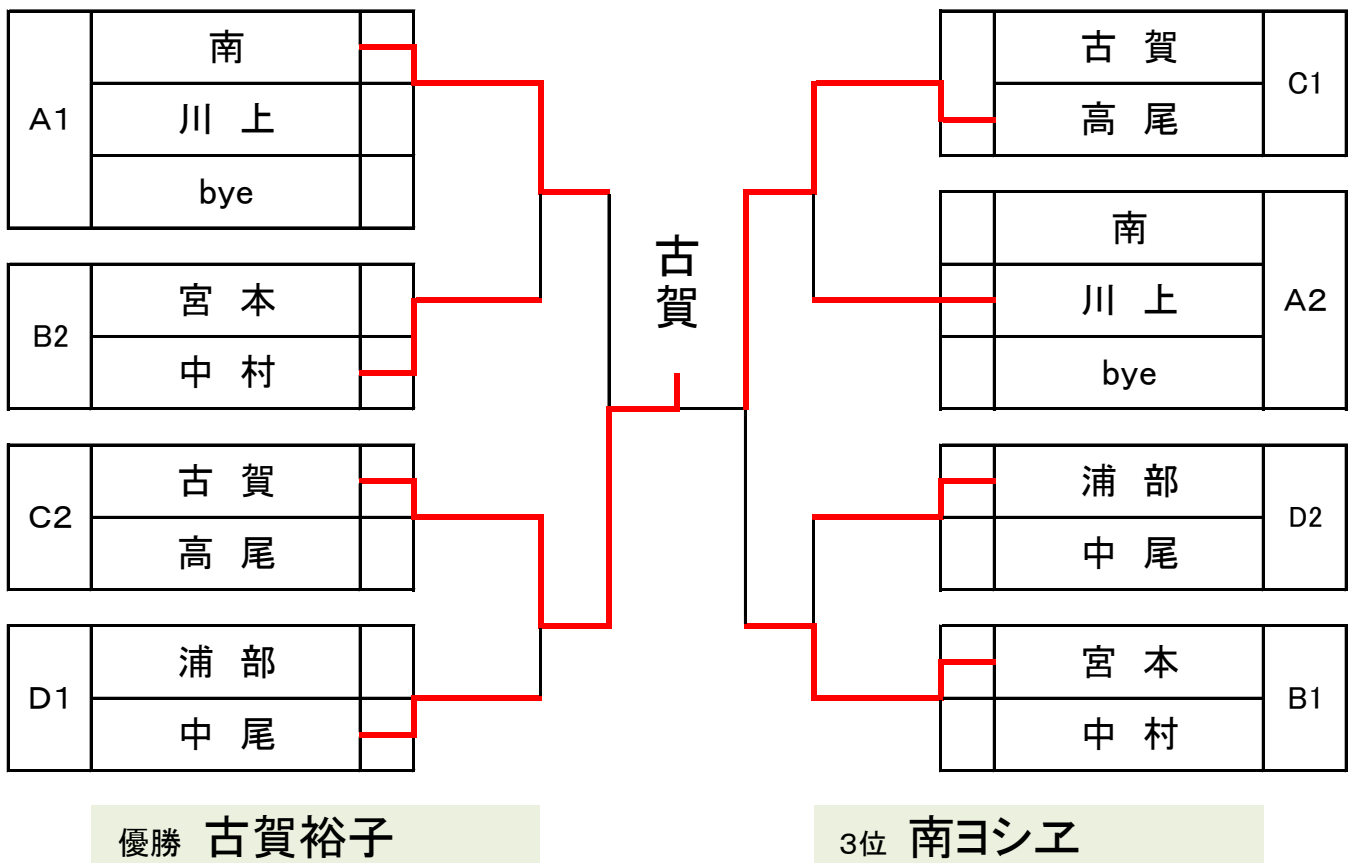 A1
南
川 上
bye
B2
宮 本
中 村
C2
古 賀
高 尾
D1
浦 部
中 尾
古賀
古 賀
高 尾
C1
南
川 上
bye
A2
浦 部
中 尾
D2
宮 本
中 村
B1
優勝 古賀裕子
3位 南ヨシヱ